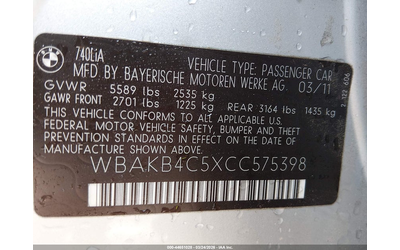 BMW
740LiA
VEHICLE TYPE: PASSENGER CAR
MFD BY BAYERISCHE MOTOREN WERKE AG 03/11
GVWR 5589 lbs 2535 kg
GAWR FRONT 2701 lbs 1225 kg REAR 3164 lbs 1435 kg
THIS VEHICLE CONFORMS TO ALL APPLICABLE U.S.
FEDERAL MOTOR VEHICLE SAFETY, BUMPER, AND
THEFT PREVENTION STANDARDS IN EFFECT ON THE
DATE OF MANUFACTURE SHOWN ABOVE.
WBAKB4C5XCC575398